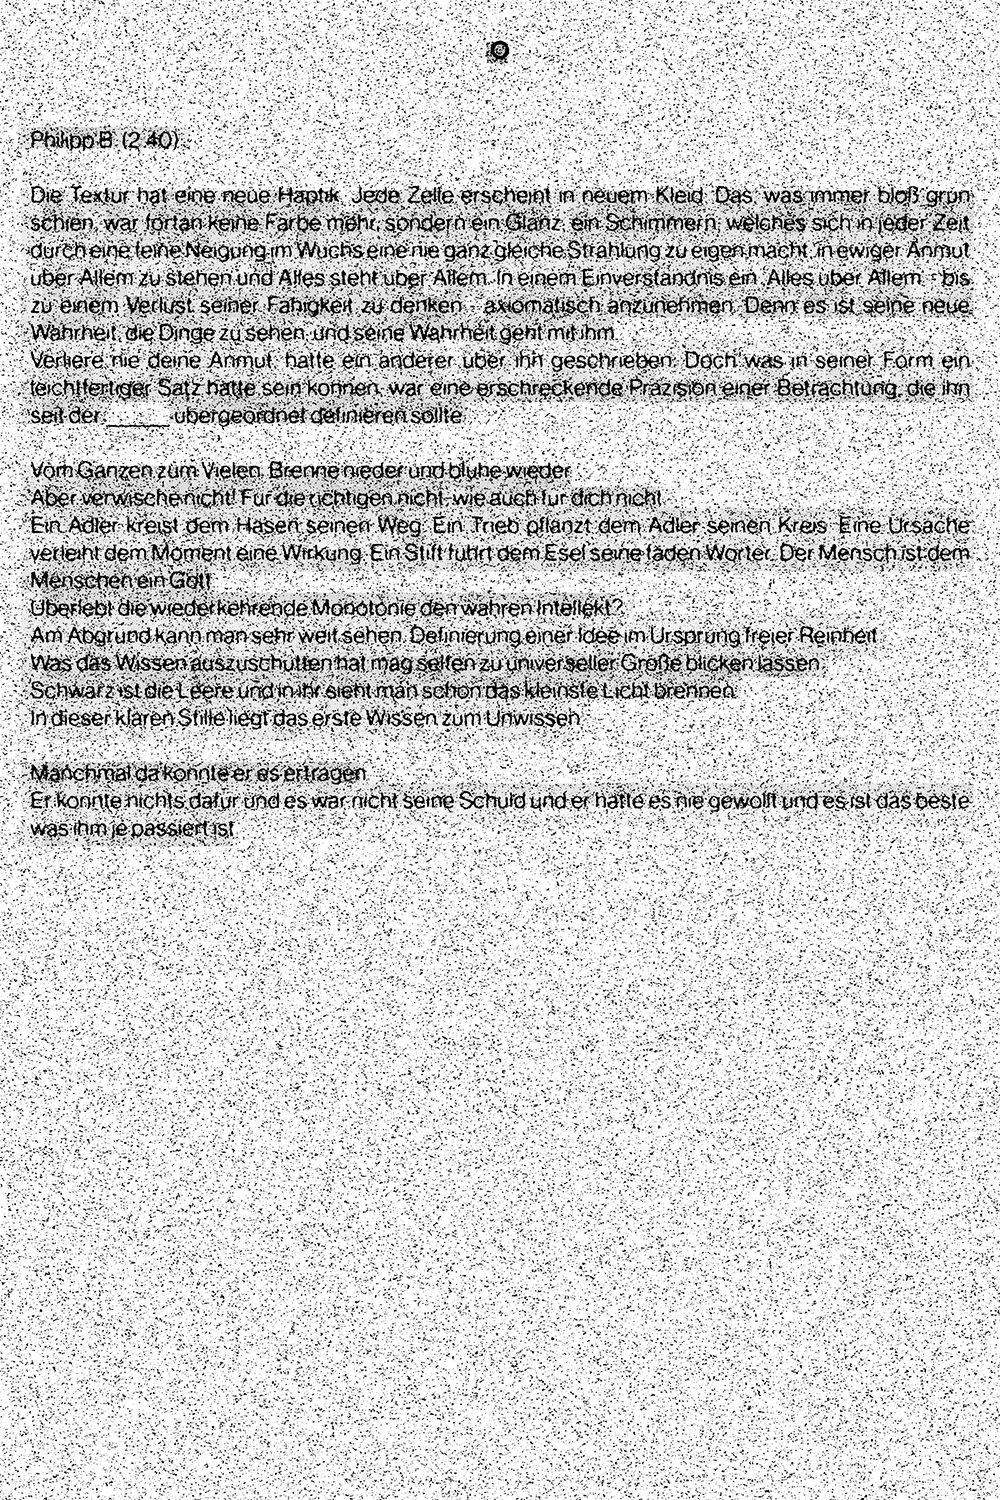 Philipp B. (2.40)
Die Textur hat eine neue Haptik. Jede Zelle erscheint in neuem Kleid. Das, was immer bloß grün
schien, war fortan keine Farbe mehr, sondern ein Glanz, ein Schimmern, welches sich in jeder Zeit
durch eine feine Neigung im Wuchs eine nie ganz gleiche Strahlung zu eigen macht, in ewiger Anmut
über Allem zu stehen und Alles steht über Allem. In einem Einverständnis ein ‚Alles über Allem‘ - bis
zu einem Verlust seiner Fähigkeit zu denken - axiomatisch anzunehmen. Denn es ist seine neue
Wahrheit, die Dinge zu sehen, und seine Wahrheit geht mit ihm.
Verliere nie deine Anmut, hatte ein anderer über ihn geschrieben. Doch was in seiner Form ein
leichtfertiger Satz hätte sein können, war eine erschreckende Präzision einer Betrachtung, die ihn
seit der ______ übergeordnet definieren sollte.
Vom Ganzen zum Vielen. Brenne nieder und blühe wieder.
Aber verwische nicht! Für die richtigen nicht, wie auch für dich nicht.
Ein Adler kreist dem Hasen seinen Weg. Ein Trieb pflanzt dem Adler seinen Kreis. Eine Ursache
verleiht dem Moment eine Wirkung. Ein Stift führt dem Esel seine faden Wörter. Der Mensch ist dem
Menschen ein Gott.
Überlebt die wiederkehrende Monotonie den wahren Intellekt?
Am Abgrund kann man sehr weit sehen. Definierung einer Idee im Ursprung freier Reinheit.
Was das Wissen auszuschütten hat mag selten zu universeller Größe blicken lassen.
Schwarz ist die Leere und in ihr sieht man schon das kleinste Licht brennen.
In dieser klaren Stille liegt das erste Wissen zum Unwissen.
Manchmal da konnte er es ertragen.
Er konnte nichts dafür und es war nicht seine Schuld und er hatte es nie gewollt und es ist das beste
was ihm je passiert ist.